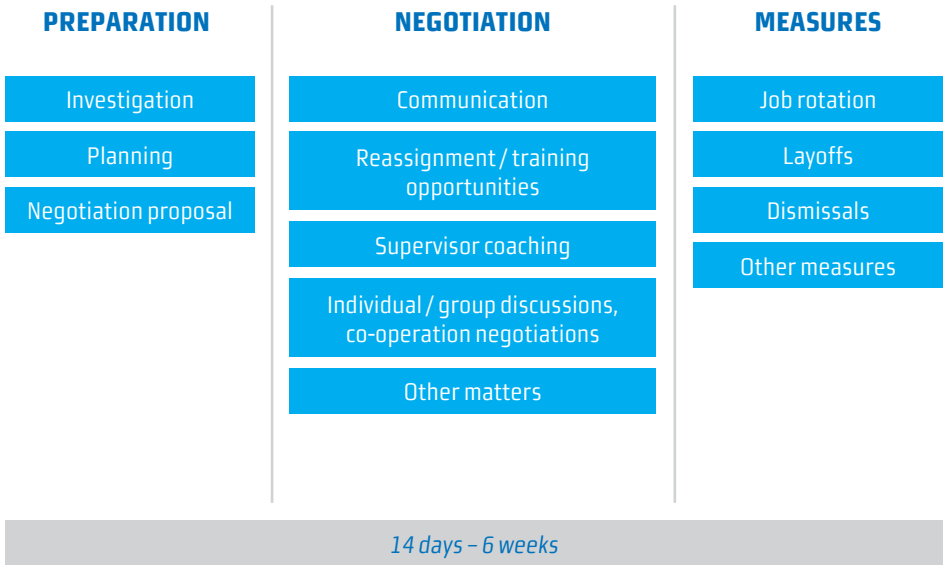 PREPARATION
Investigation
Planning
Negotiation proposal
NEGOTIATION
Communication
Reassignment / training
opportunities
Supervisor coaching
Individual / group discussions,
co-operation negotiations
Other matters
MEASURES
Job rotation
Layoffs
Dismissals
Other measures
14 days – 6 weeks